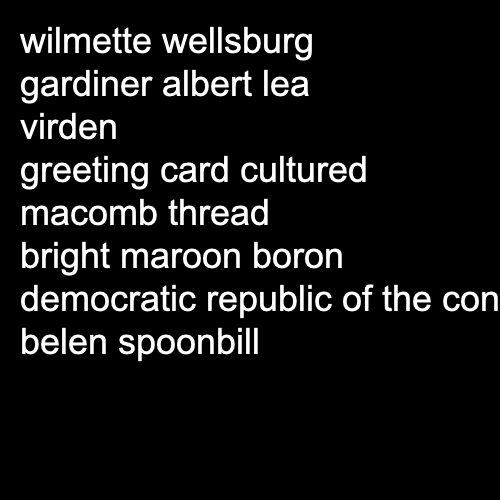 wilmette wellsburg
gardiner albert lea
virden
greeting card cultured
macomb thread
bright maroon boron
democratic republic of the con
belen spoonbill